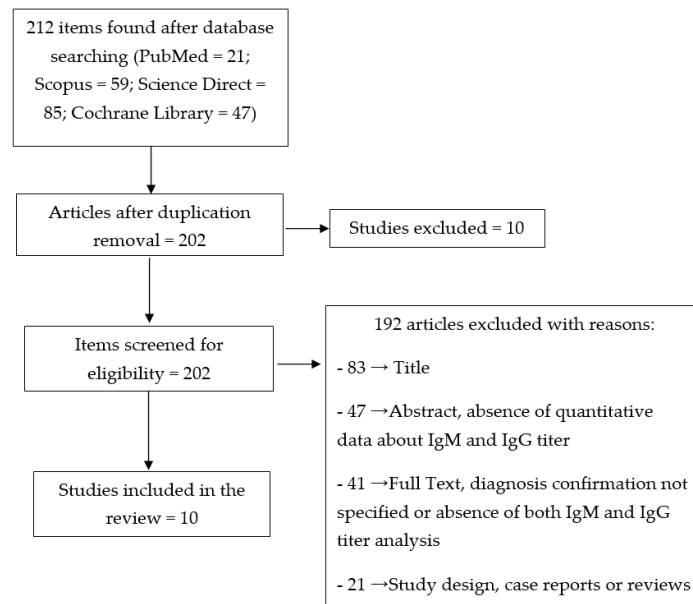 212 items found after database
searching (PubMed = 21;
Scopus = 59; Science Direct =
85; Cochrane Library = 47)
Articles after duplication
removal = 202
Studies excluded = 10
Items screened for
eligibility = 202
192 articles excluded with reasons:
- 83 → Title
- 47 →Abstract, absence of quantitative
data about IgM and IgG titer
- 41 →Full Text, diagnosis confirmation not
specified or absence of both IgM and IgG
titer analysis
- 21 →Study design, case reports or reviews
Studies included in the
review = 10